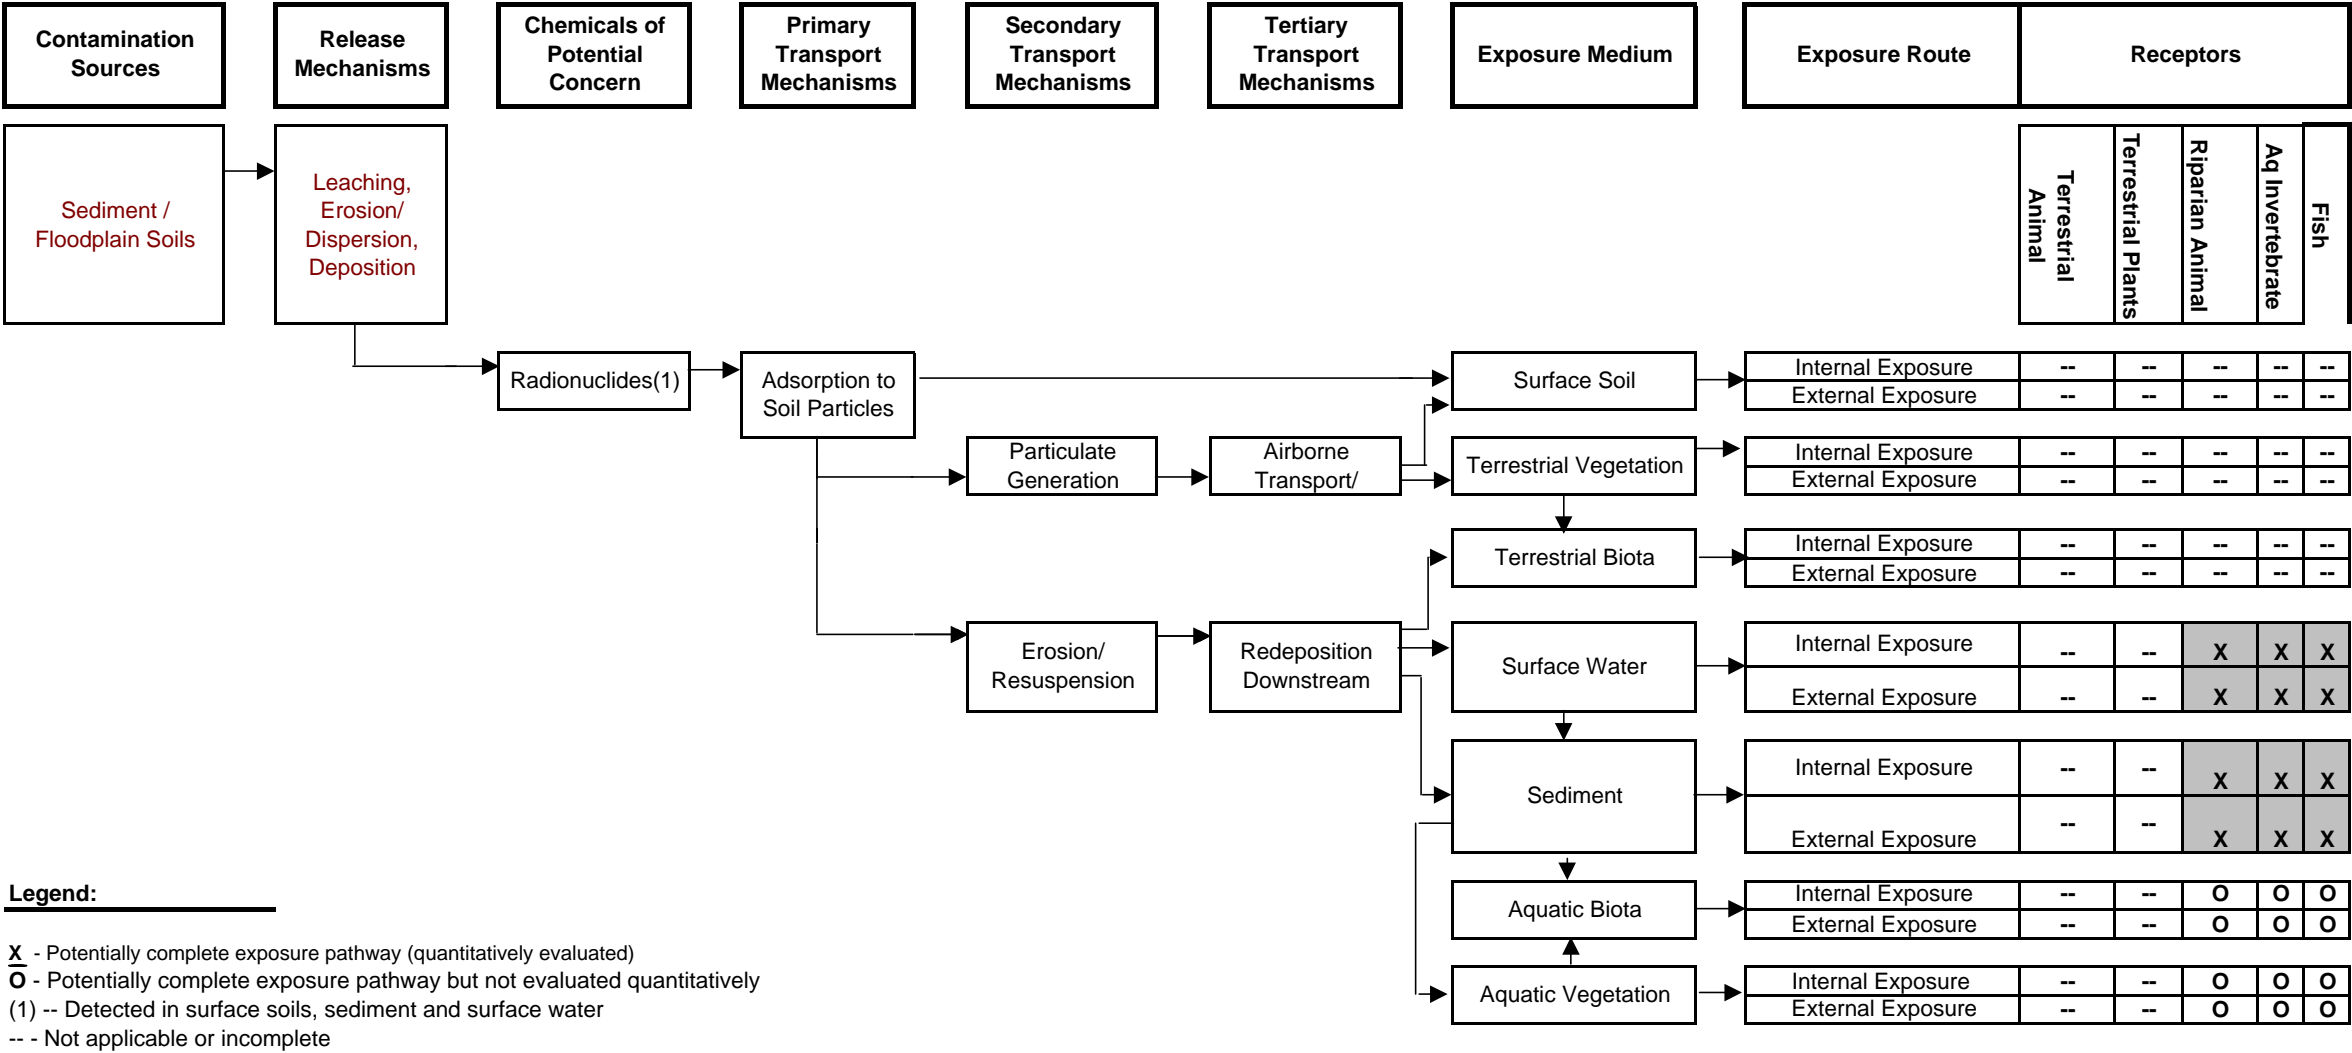 Contamination
Sources
Release
Mechanisms
Chemicals of
Potential
Concern
Primary
Transport
Mechanisms
Secondary
Transport
Mechanisms
Tertiary
Transport
Mechanisms
Exposure Medium
Exposure Route
Receptors
Sediment /
Floodplain Soils
Leaching,
Erosion/
Dispersion,
Deposition
Terrestrial
Animal
Terrestrial Plants
Riparian Animal
Aq Invertebrate
Fish
Radionuclides(1)
Adsorption to
Soil Particles
Surface Soil
Internal Exposure -- -- -- -- --
External Exposure -- -- -- -- --
Particulate
Generation
Airborne
Transport/
Terrestrial Vegetation
Internal Exposure -- -- -- -- --
External Exposure -- -- -- -- --
Terrestrial Biota
Internal Exposure -- -- -- -- --
External Exposure -- -- -- -- --
Erosion/
Resuspension
Redeposition
Downstream
Surface Water
Internal Exposure -- -- X X X
External Exposure -- -- X X X
Sediment
Internal Exposure -- -- X X X
External Exposure -- -- X X X
Aquatic Biota
Internal Exposure -- -- O O O
External Exposure -- -- O O O
Aquatic Vegetation
Internal Exposure -- -- O O O
External Exposure -- -- O O O
Legend:
X - Potentially complete exposure pathway (quantitatively evaluated)
O - Potentially complete exposure pathway but not evaluated quantitatively
(1) -- Detected in surface soils, sediment and surface water
-- - Not applicable or incomplete